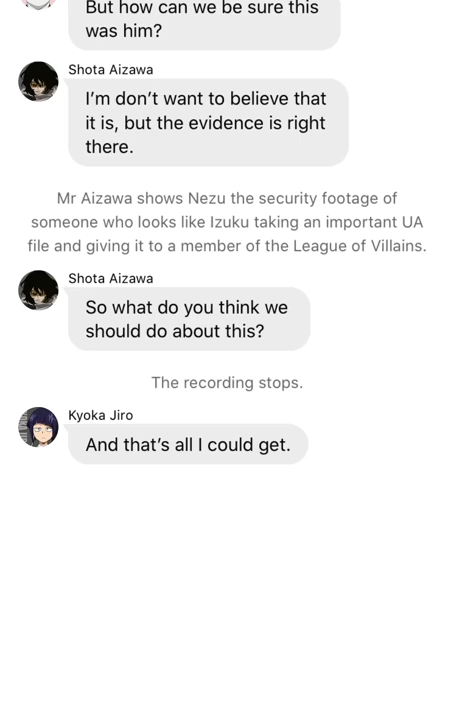 But how can we be sure this
was him?
Shota Aizawa
I'm don't want to believe that
it is, but the evidence is right
there.
Mr Aizawa shows Nezu the security footage of
someone who looks like Izuku taking an important UA
file and giving it to a member of the League of Villains.
Shota Aizawa
So what do you think we
should do about this?
The recording stops.
Kyoka Jiro
And that's all I could get.